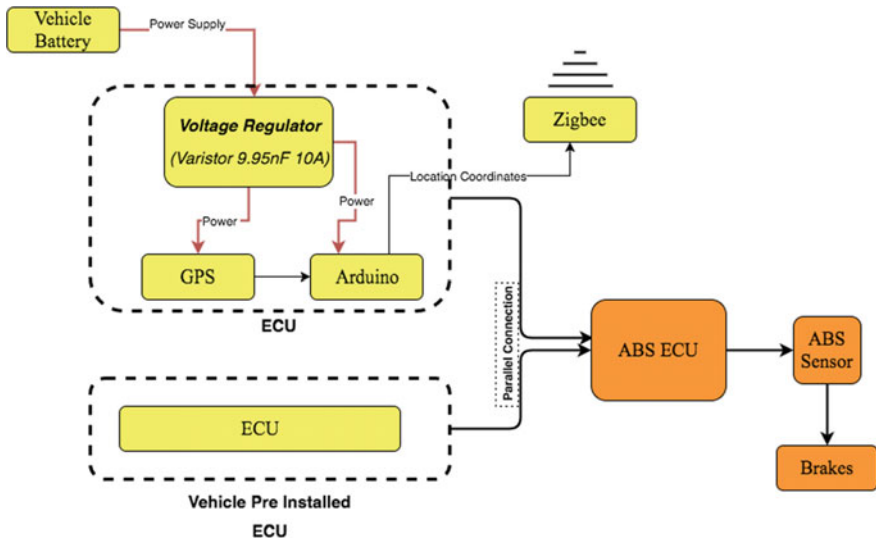 Vehicle
Battery
Power Supply
Voltage Regulator
(Varistor 9.95nF 10A)
Zigbee
Location Coordinates
Power
Power
GPS
Arduino
ECU
Parallel Connection
ABS ECU
ABS
Sensor
ECU
Brakes
Vehicle Pre Installed
ECU